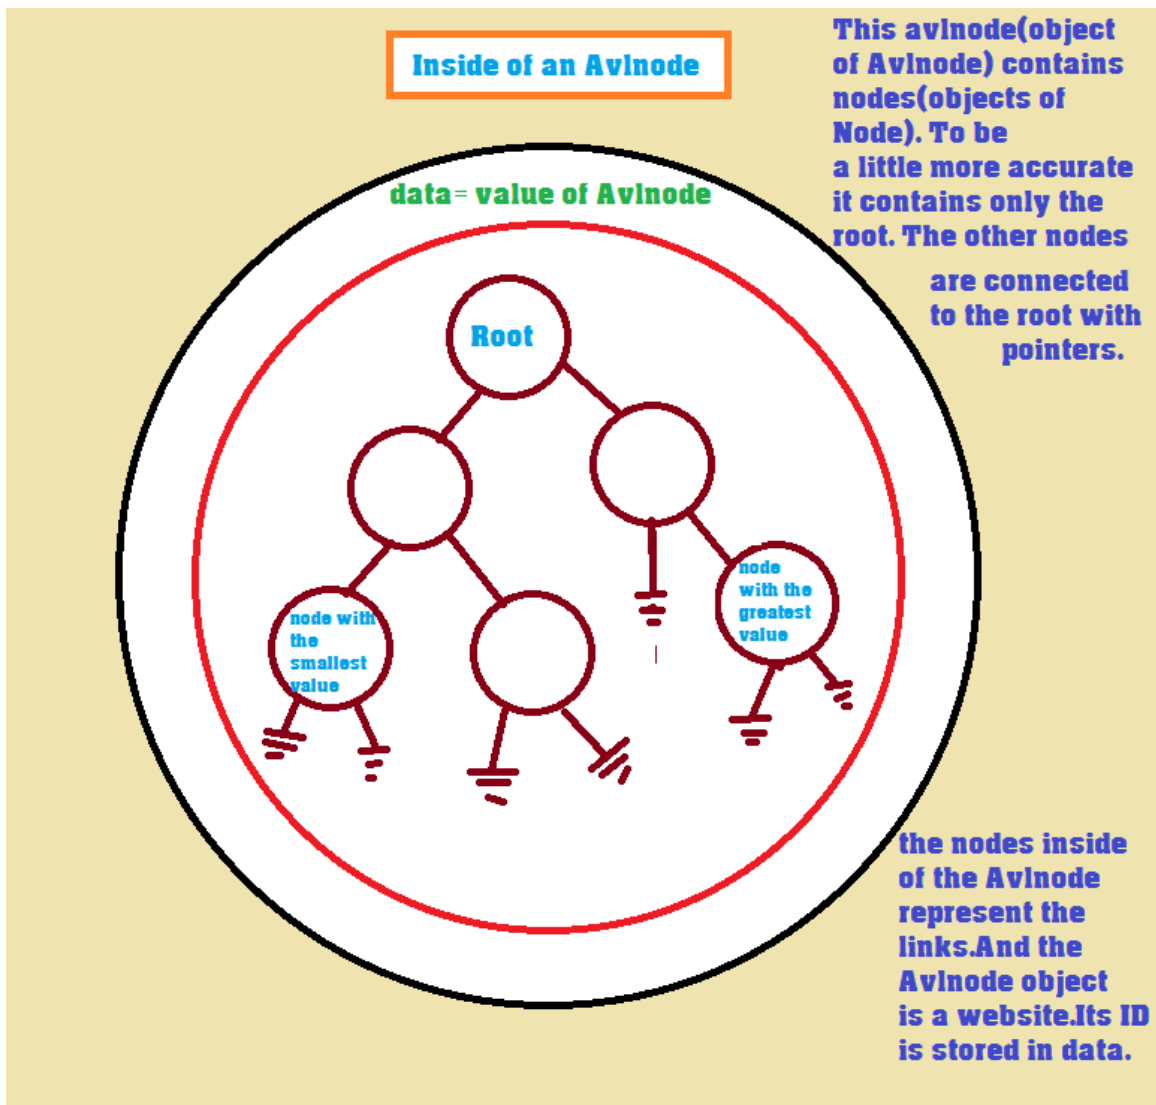 Inside of an Avlnode
This avlnode(object
of Avlnode) contains
nodes(objects of
Node). To be
a little more accurate
it contains only the
root. The other nodes
are connected
to the root with
pointers.
data= value of Avlnode
Root
node
with the
greatest
value
node with
the
smallest
value
the nodes inside
of the Avlnode
represent the
links.And the
Avlnode object
is a website.Its ID
is stored in data.